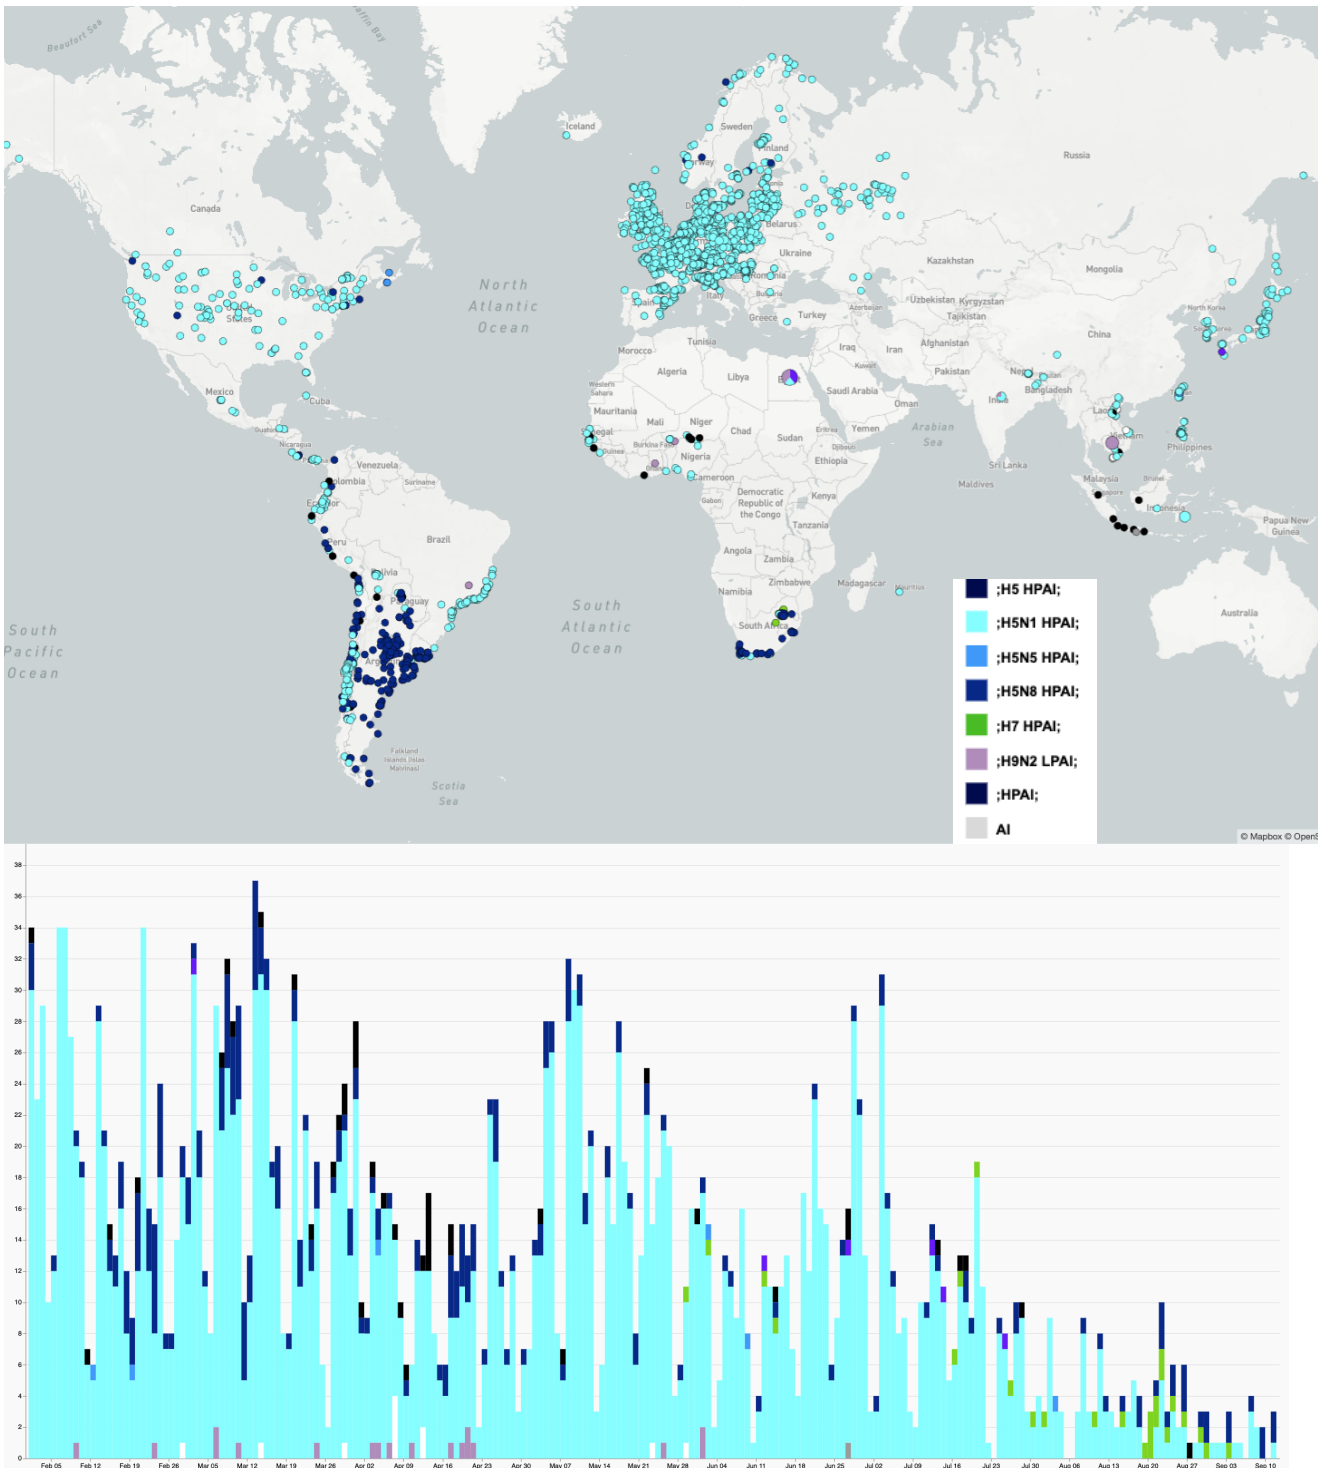 Beaufort Sea
Baffin Bay
Iceland
Sweden
Finland
Norway
Russia
Canada
Belarus
Ukraine
Kazakhstan
Mongolia
North
Atlantic
Ocean
United
States
Spain
Italy
Romania
Bulgaria
Greece
Turkey
Azerbaijan
Uzbekistan
Kyrgyzstan
Tajikistan
North Korea
South Korea
China
Tunisia
Morocco
Iraq
Iran
Afghanistan
Kuwait
Pakistan
Nepal
Bhutan
Mexico
Cuba
Western
Sahara
Algeria
Libya
Egypt
Saudi Arabia
Oman
India
Bangladesh
Mauritania
Mali
Niger
Chad
Sudan
Eritrea
Yemen
Arabian
Sea
Laos
Vietnam
Philippines
Nicaragua
Senegal
Guinea
Burkina Faso
Nigeria
Djibouti
Ethiopia
Sri Lanka
Maldives
Venezuela
Colombia
Suriname
Cameroon
Malaysia
Brunei
Singapore
Ecuador
Gabon
Democratic
Republic of
the Congo
Kenya
Indonesia
Papua New
Guinea
Brazil
Peru
Tanzania
Angola
Zambia
Bolivia
Zimbabwe
Madagascar
Mauritius
Namibia
Paraguay
South
Pacific
Ocean
South
Atlantic
Ocean
South Africa
Australia
Argentina
Falkland
Islands (Islas
Malvinas)
Scotia
Sea
;H5 HPAI;
;H5N1 HPAI;
;H5N5 HPAI;
;H5N8 HPAI;
;H7 HPAI;
;H9N2 LPAI;
;HPAI;
AI
© Mapbox © OpenS
38
36
34
32
30
28
26
24
22
20
18
16
14
12
10
8
6
4
2
0
Feb 05 Feb 12 Feb 19 Feb 26 Mar 05 Mar 12 Mar 19 Mar 26 Apr 02 Apr 09 Apr 16 Apr 23 Apr 30 May 07 May 14 May 21 May 28 Jun 04 Jun 11 Jun 18 Jun 25 Jul 02 Jul 09 Jul 16 Jul 23 Jul 30 Aug 06 Aug 13 Aug 20 Aug 27 Sep 03 Sep 10